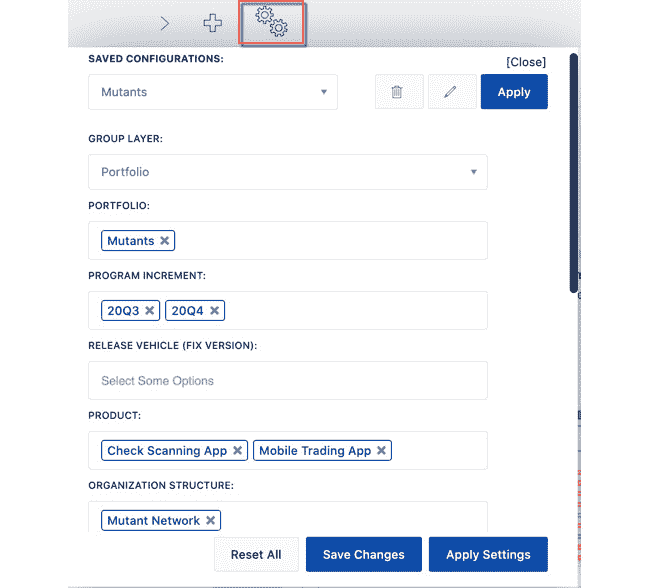 SAVED CONFIGURATIONS:
[Close]
Mutants
Apply
GROUP LAYER:
Portfolio
PORTFOLIO:
Mutants
PROGRAM INCREMENT:
20Q3 20Q4
RELEASE VEHICLE (FIX VERSION):
Select Some Options
PRODUCT:
Check Scanning App Mobile Trading App
ORGANIZATION STRUCTURE:
Mutant Network
Reset All Save Changes Apply Settings